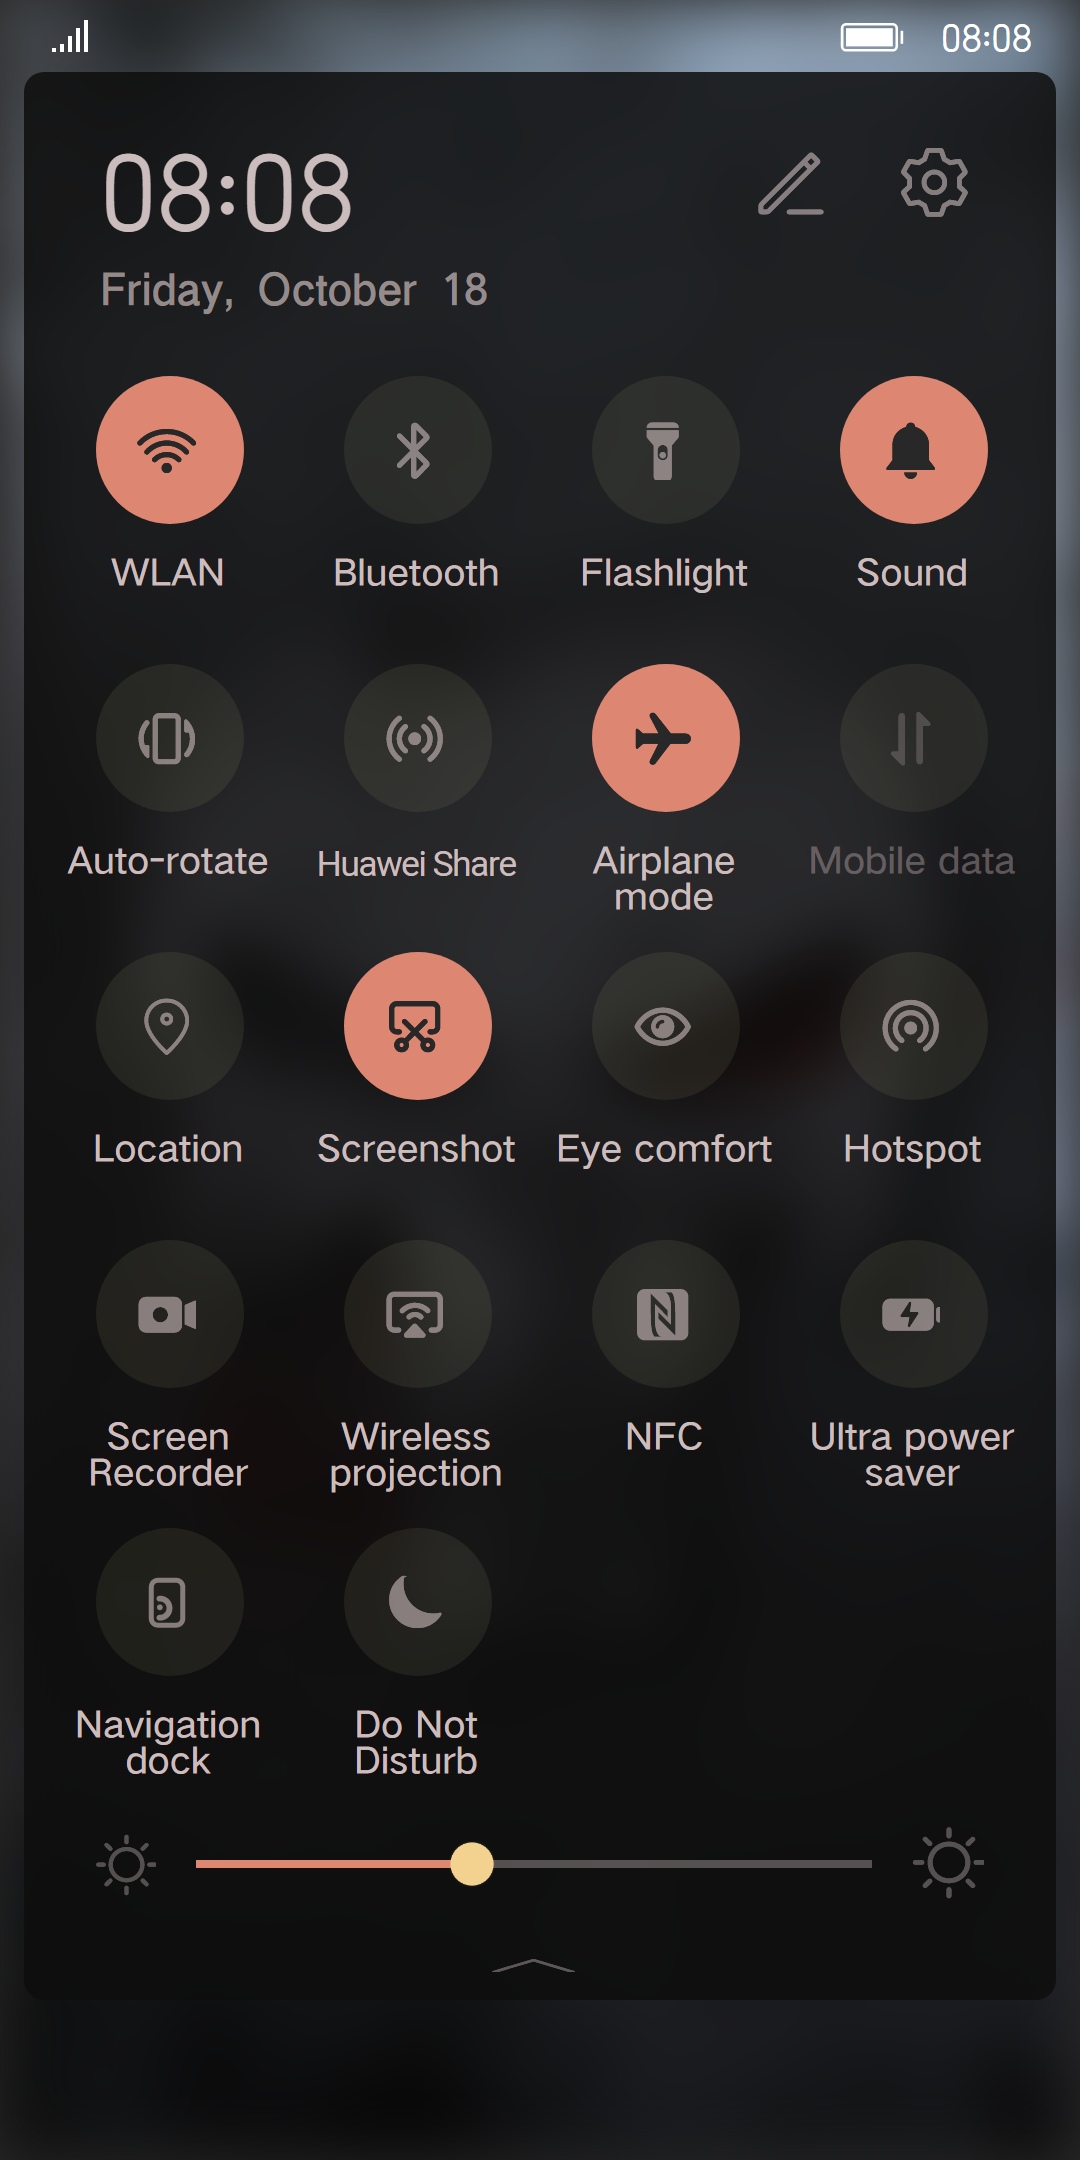 08:08
08:08
Friday, October 18
WLAN
Bluetooth
Flashlight
Sound
Auto-rotate
Huawei Share
Airplane
mode
Mobile data
Location
Screenshot
Eye comfort
Hotspot
Screen
Recorder
Wireless
projection
NFC
Ultra power
saver
Navigation
dock
Do Not
Disturb